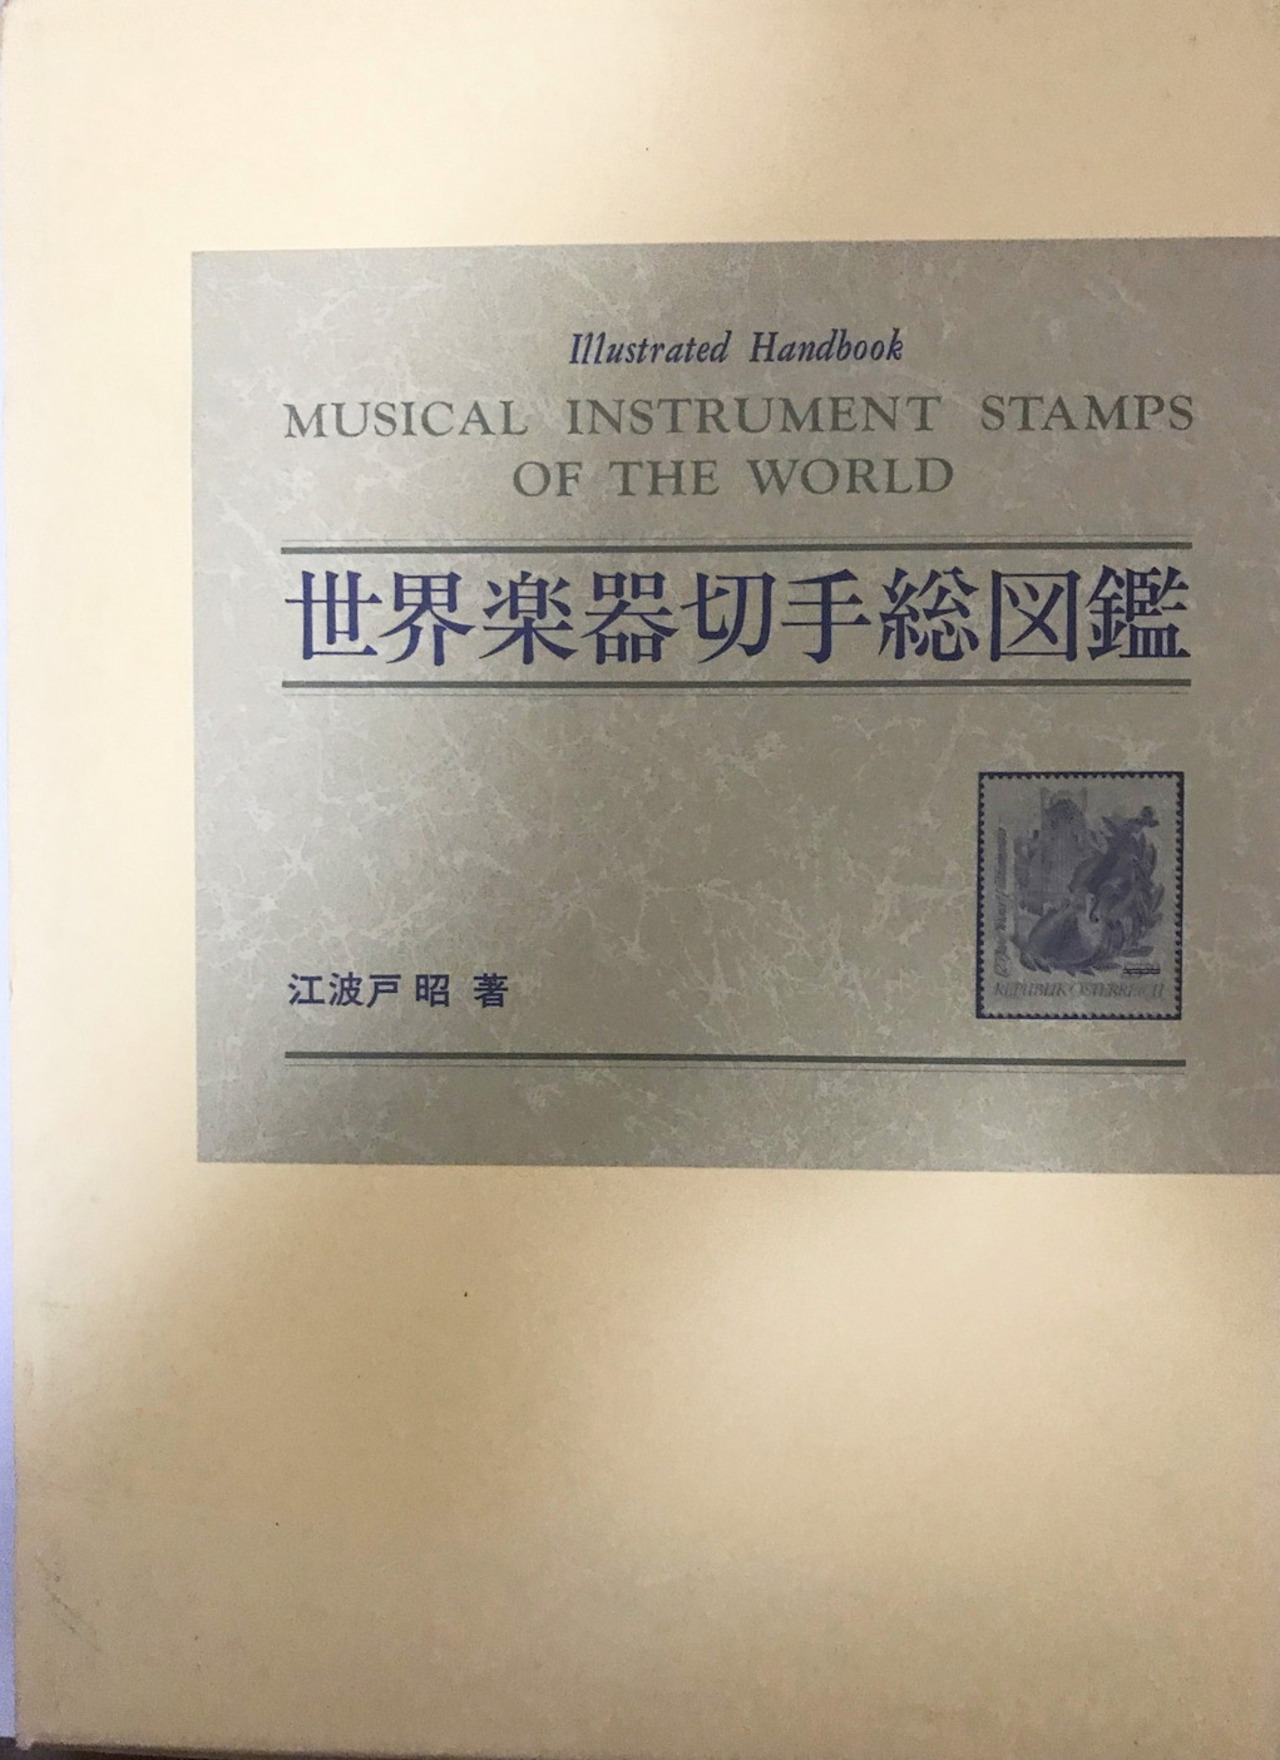 Illustrated Handbook
MUSICAL INSTRUMENT STAMPS
OF THE WORLD
世界楽器切手総図鑑
江波戸 昭 著
REPUBLIK ÖSTERREICH